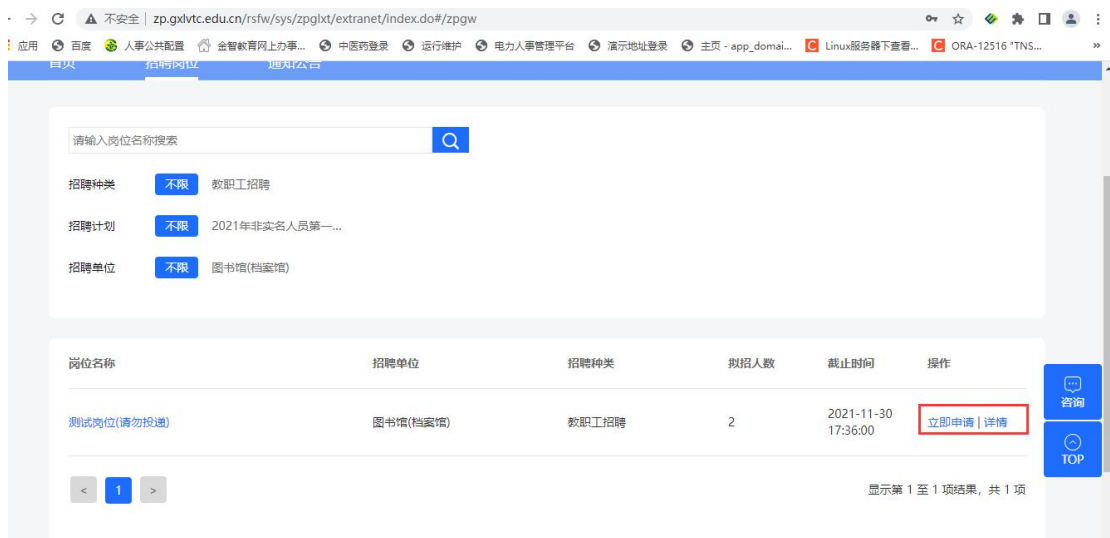 不安全 | zp.gxlvtc.edu.cn/rsfw/sys/zpglxt/extranet/index.do#/zpgw
应用 百度 人事公共配置 金智教育网上办事... 中医药登录 运行维护 电力人事管理平台 演示地址登录 主页 - app_domai... Linux服务器下查看... ORA-12516 "TNS... »
首页 招聘岗位 通知公告
请输入岗位名称搜索
招聘种类 不限 教职工招聘
招聘计划 不限 2021年非实名人员第一...
招聘单位 不限 图书馆(档案馆)
岗位名称 招聘单位 招聘种类 拟招人数 截止时间 操作
测试岗位(请勿投递) 图书馆(档案馆) 教职工招聘 2 2021-11-30 17:36:00 立即申请 | 详情
咨询
TOP
< 1 > 显示第 1 至 1 项结果，共 1 项